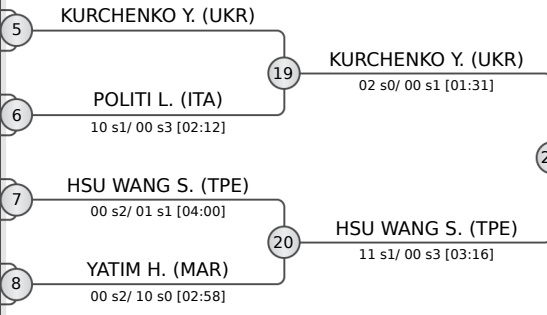 KURCHENKO Y. (UKR)
5
19
KURCHENKO Y. (UKR)
02 s0/ 00 s1 [01:31]
POLITI L. (ITA)
6
10 s1/ 00 s3 [02:12]
HSU WANG S. (TPE)
7
00 s2/ 01 s1 [04:00]
20
HSU WANG S. (TPE)
11 s1/ 00 s3 [03:16]
YATIM H. (MAR)
8
00 s2/ 10 s0 [02:58]